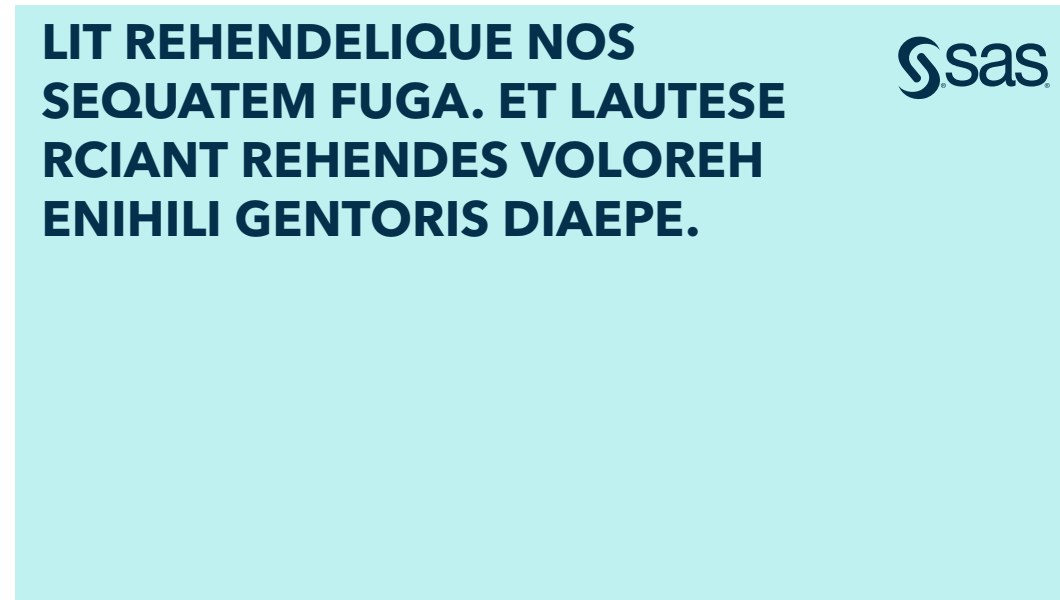 LIT REHENDELIQUE NOS
SEQUATEM FUGA. ET LAUTESE
RCIANT REHENDES VOLOREH
ENIHILI GENTORIS DIAEPE.
sas